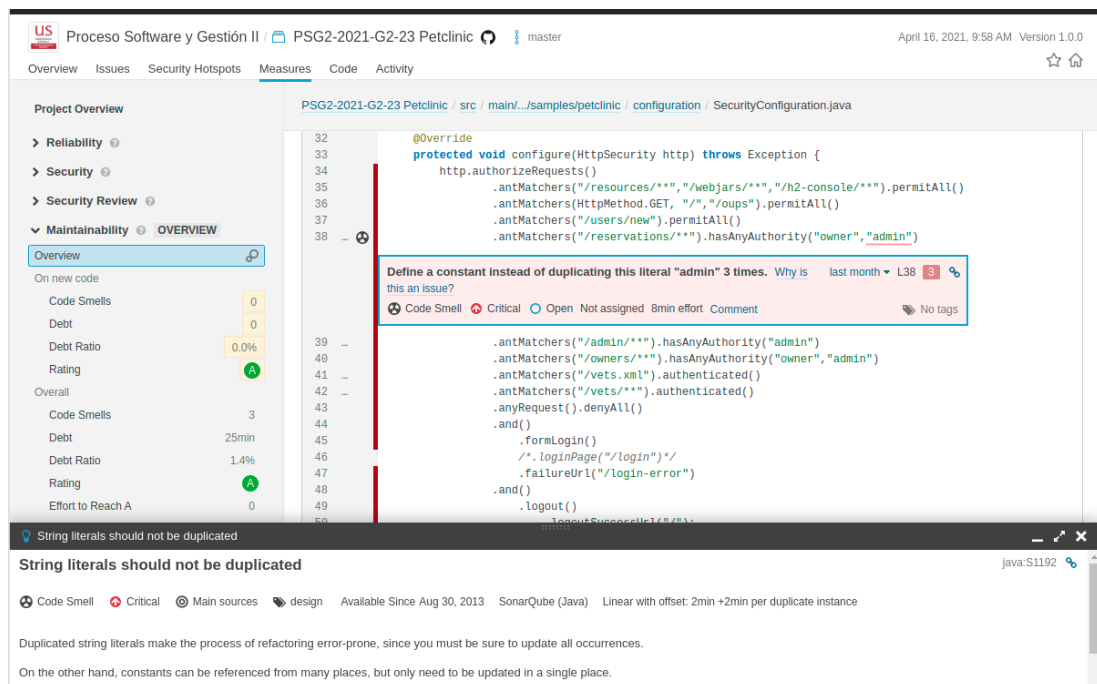 US
Proceso Software y Gestión II / PSG2-2021-G2-23 Petclinic master
April 16, 2021, 9:58 AM Version 1.0.0
Overview Issues Security Hotspots Measures Code Activity
Project Overview
Reliability
Security
Security Review
Maintainability OVERVIEW
Overview
On new code
Code Smells 0
Debt 0
Debt Ratio 0.0%
Rating A
Overall
Code Smells 3
Debt 25min
Debt Ratio 1.4%
Rating A
Effort to Reach A 0
PSG2-2021-G2-23 Petclinic / src / main/.../samples/petclinic / configuration / SecurityConfiguration.java
32 @Override
33 protected void configure(HttpSecurity http) throws Exception {
34 http.authorizeRequests()
35 .antMatchers("/resources/**","/webjars/**","/h2-console/**").permitAll()
36 .antMatchers(HttpMethod.GET, "/","/oups").permitAll()
37 .antMatchers("/users/new").permitAll()
38 … .antMatchers("/reservations/**").hasAnyAuthority("owner","admin")
Define a constant instead of duplicating this literal "admin" 3 times. Why is
this an issue?
last month L38 3
Code Smell Critical Open Not assigned 8min effort Comment No tags
39 … .antMatchers("/admin/**").hasAnyAuthority("admin")
40 .antMatchers("/owners/**").hasAnyAuthority("owner","admin")
41 … .antMatchers("/vets.xml").authenticated()
42 … .antMatchers("/vets/**").authenticated()
43 .anyRequest().denyAll()
44 .and()
45 .formLogin()
46 /*.loginPage("/login")*/
47 .failureUrl("/login-error")
48 .and()
49 .logout()
50 .logoutSuccessUrl("/");
String literals should not be duplicated
String literals should not be duplicated
java:S1192
Code Smell Critical Main sources design Available Since Aug 30, 2013 SonarQube (Java) Linear with offset: 2min +2min per duplicate instance
Duplicated string literals make the process of refactoring error-prone, since you must be sure to update all occurrences.
On the other hand, constants can be referenced from many places, but only need to be updated in a single place.